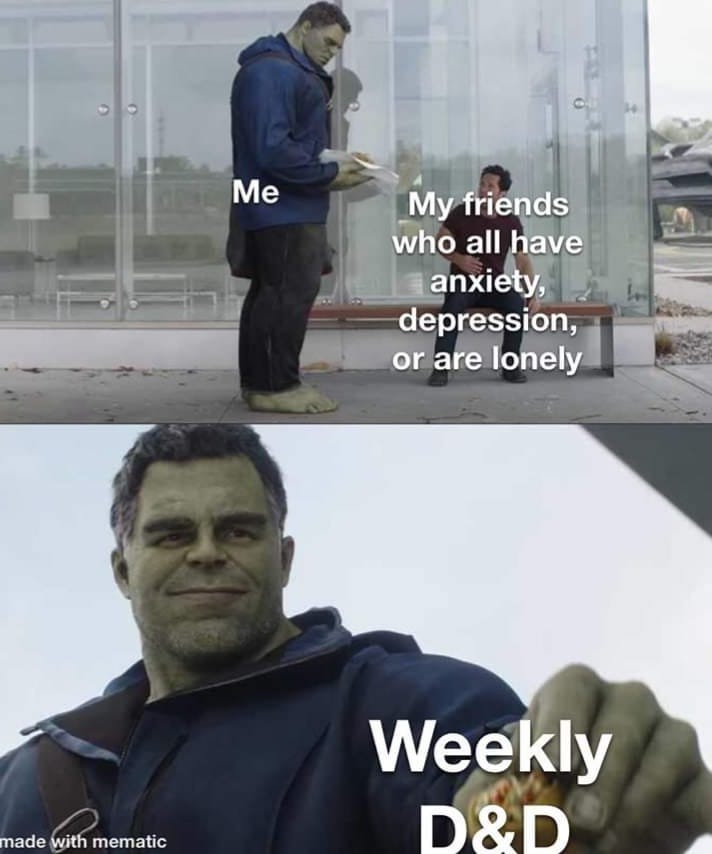 Me
My friends
who all have
anxiety,
depression,
or are lonely
Weekly
D&D
made with mematic